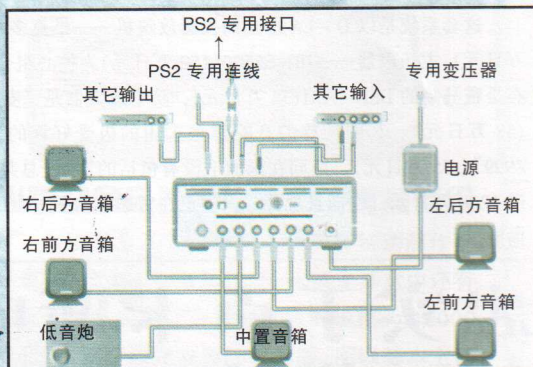 PS2 专用接口
PS2 专用连线
专用变压器
其它输出
其它输入
电源
右后方音箱
左后方音箱
右前方音箱
左前方音箱
低音炮
中置音箱